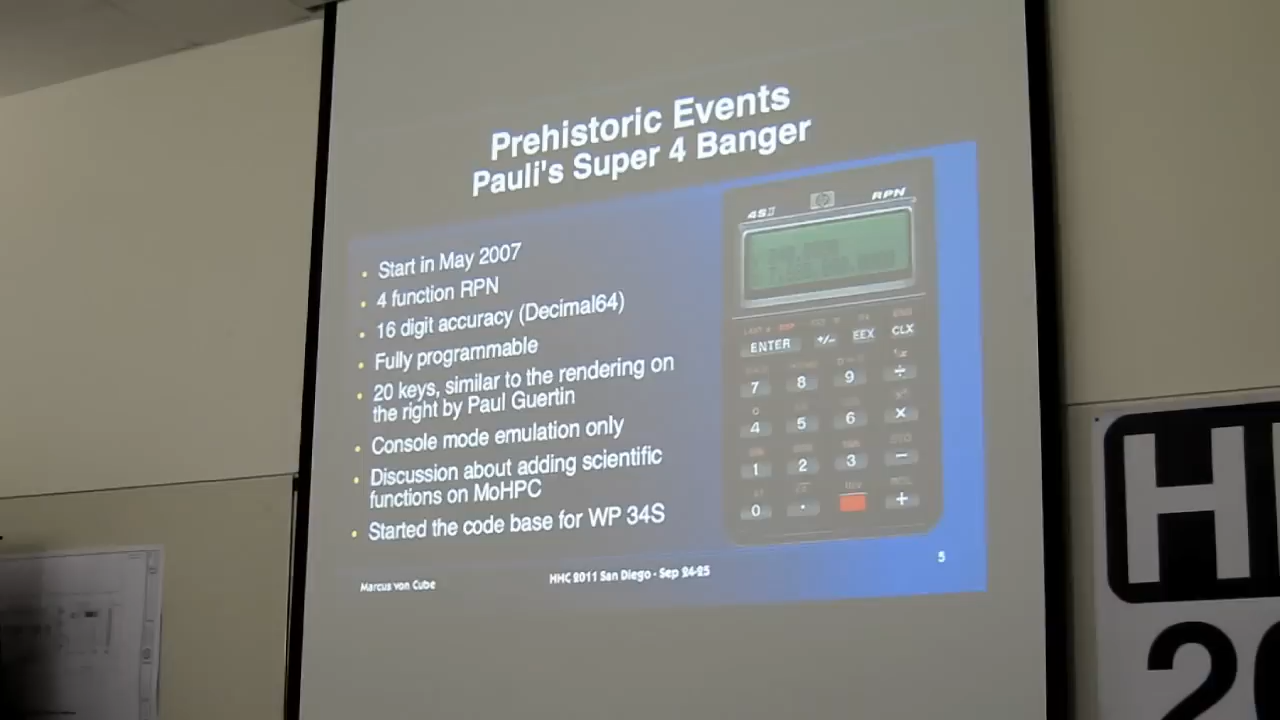 Prehistoric Events
Pauli's Super 4 Banger
Start in May 2007
4 function RPN
16 digit accuracy (Decimal64)
Fully programmable
20 keys, similar to the rendering on
the right by Paul Guertin
Console mode emulation only
Discussion about adding scientific
functions on MoHPC
Started the code base for WP 34S
4SII
hp
RPN
ENTER +/- EEX CLX
7 8 9 ÷
4 5 6 ×
1 2 3 −
0 . +
Marcus von Cube
HHC 2011 San Diego - Sep 24-25
5
H
2